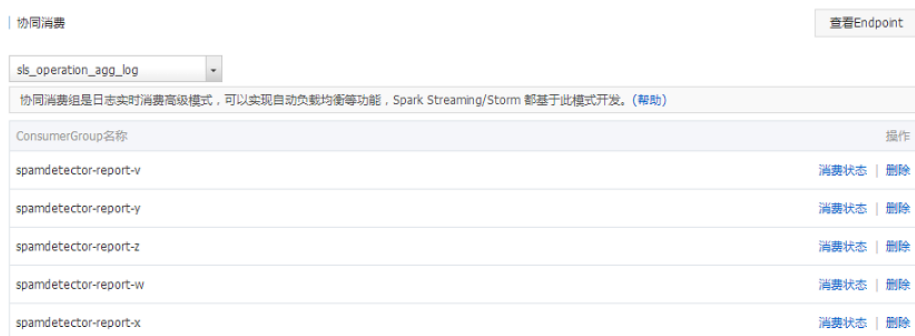 协同消费
查看Endpoint
sls_operation_agg_log
协同消费组是日志实时消费高级模式，可以实现自动负载均衡等功能，Spark Streaming/Storm 都基于此模式开发。(帮助)
ConsumerGroup名称 操作
spamdetector-report-v 消费状态 | 删除
spamdetector-report-y 消费状态 | 删除
spamdetector-report-z 消费状态 | 删除
spamdetector-report-w 消费状态 | 删除
spamdetector-report-x 消费状态 | 删除